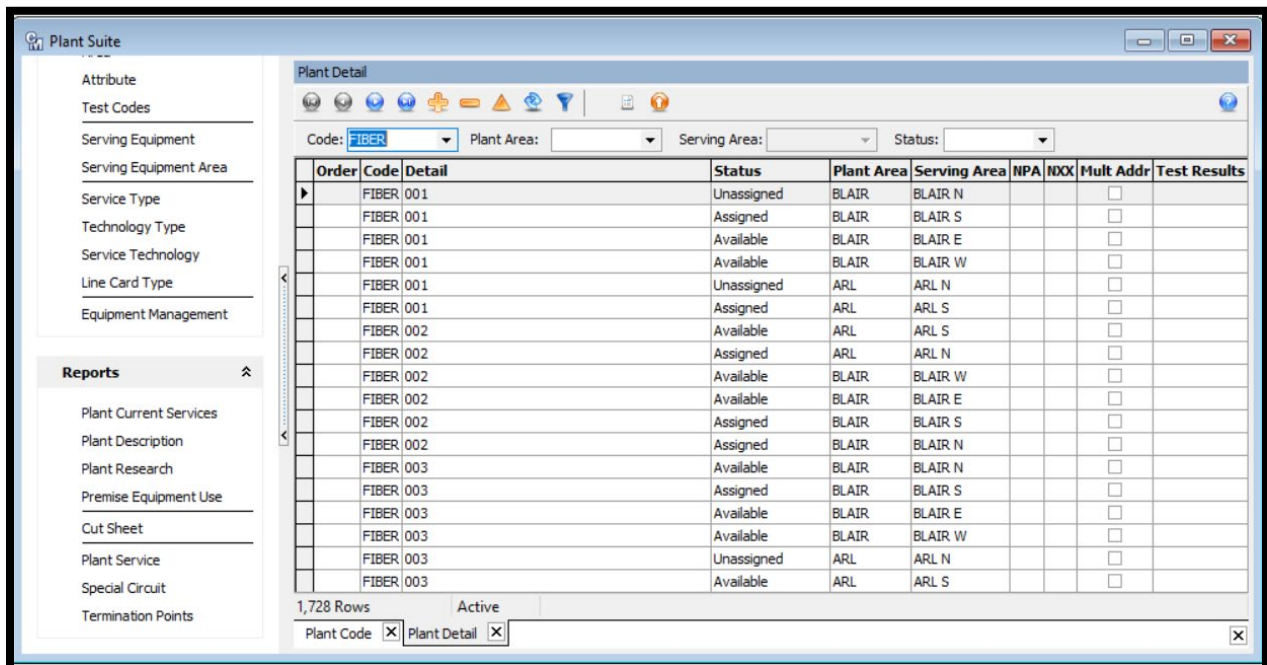 Plant Suite
Attribute
Test Codes
Serving Equipment
Serving Equipment Area
Service Type
Technology Type
Service Technology
Line Card Type
Equipment Management
Reports
Plant Current Services
Plant Description
Plant Research
Premise Equipment Use
Cut Sheet
Plant Service
Special Circuit
Termination Points
Plant Detail
Code: FIBER Plant Area: Serving Area: Status:
Order Code Detail Status Plant Area Serving Area NPA NXX Mult Addr Test Results
FIBER 001 Unassigned BLAIR BLAIR N
FIBER 001 Assigned BLAIR BLAIR S
FIBER 001 Available BLAIR BLAIR E
FIBER 001 Available BLAIR BLAIR W
FIBER 001 Unassigned ARL ARL N
FIBER 001 Assigned ARL ARL S
FIBER 002 Available ARL ARL S
FIBER 002 Assigned ARL ARL N
FIBER 002 Available BLAIR BLAIR W
FIBER 002 Available BLAIR BLAIR E
FIBER 002 Assigned BLAIR BLAIR S
FIBER 002 Assigned BLAIR BLAIR N
FIBER 003 Available BLAIR BLAIR N
FIBER 003 Assigned BLAIR BLAIR S
FIBER 003 Available BLAIR BLAIR E
FIBER 003 Available BLAIR BLAIR W
FIBER 003 Unassigned ARL ARL N
FIBER 003 Available ARL ARL S
1,728 Rows Active
Plant Code Plant Detail